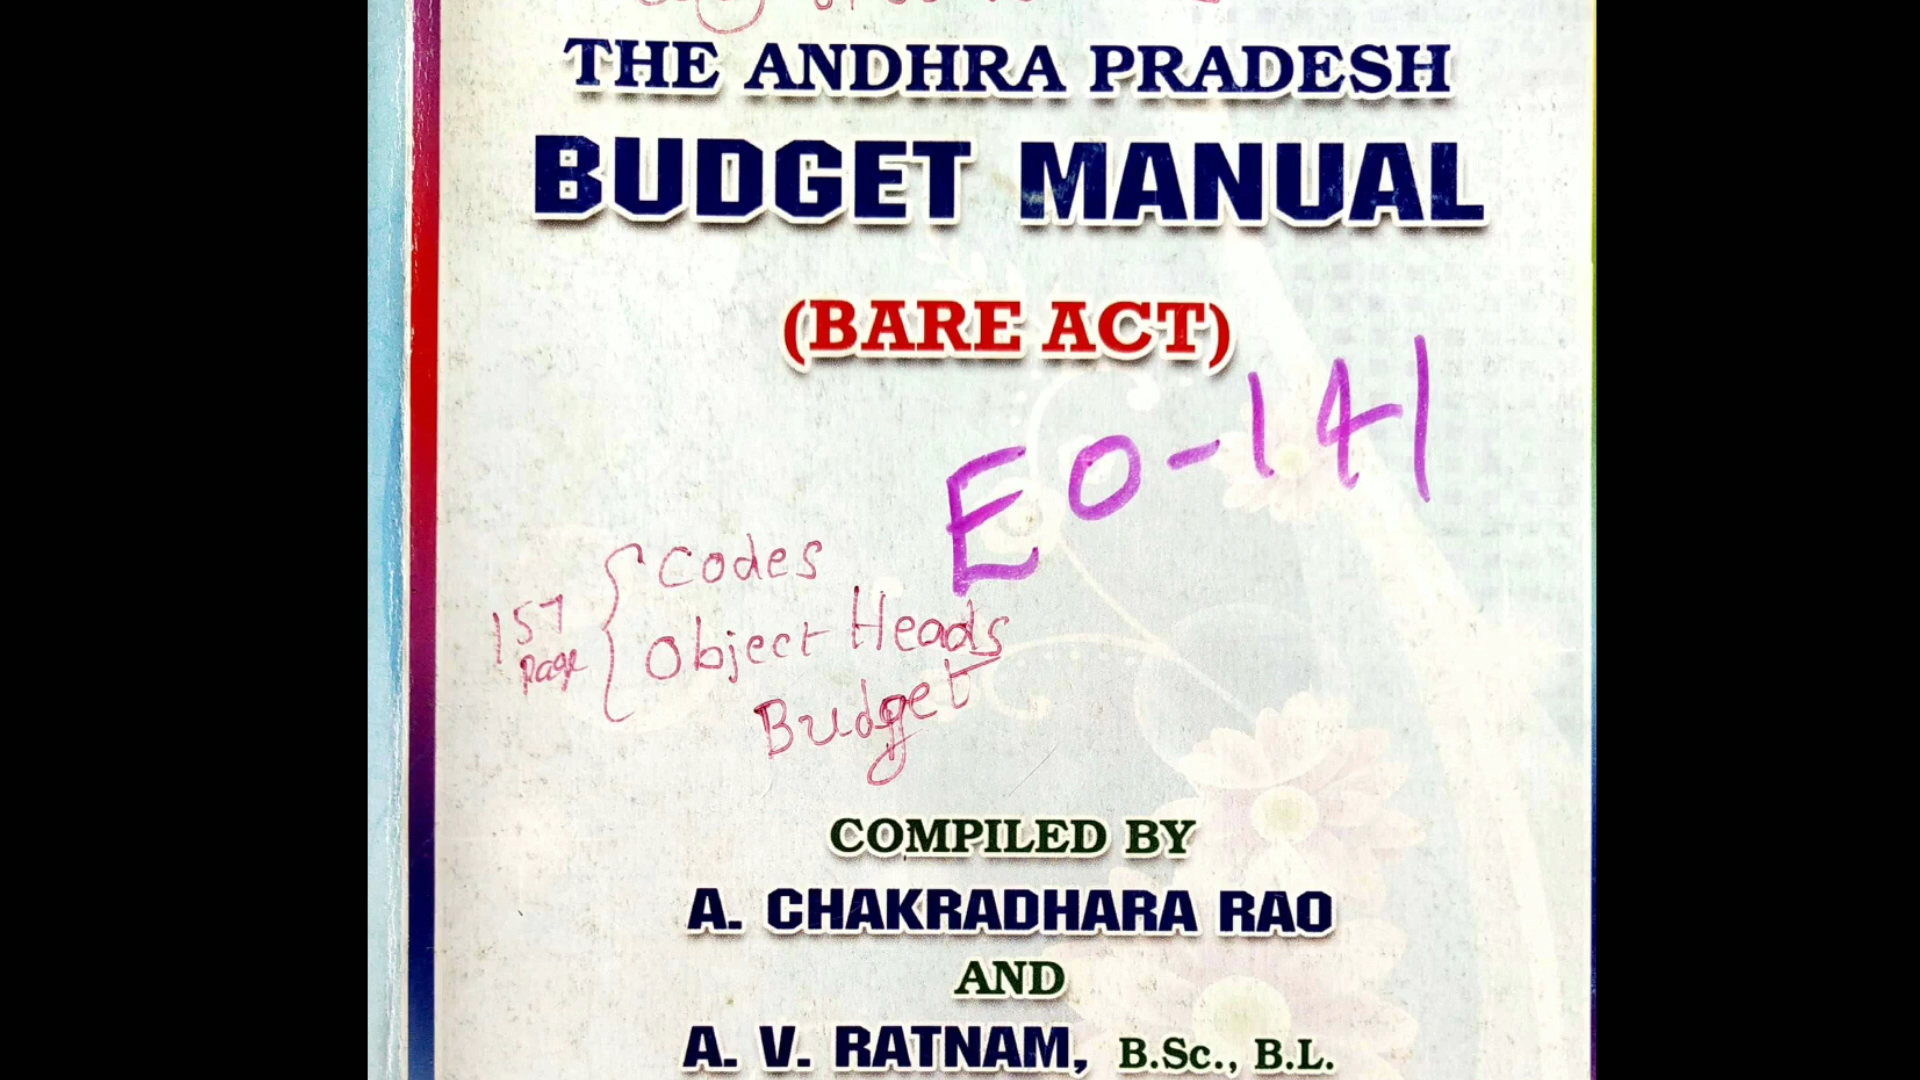 THE ANDHRA PRADESH
BUDGET MANUAL
(BARE ACT)
EO-141
Codes
157 Page { Object Heads
Budget
COMPILED BY
A. CHAKRADHARA RAO
AND
A. V. RATNAM, B.Sc., B.L.